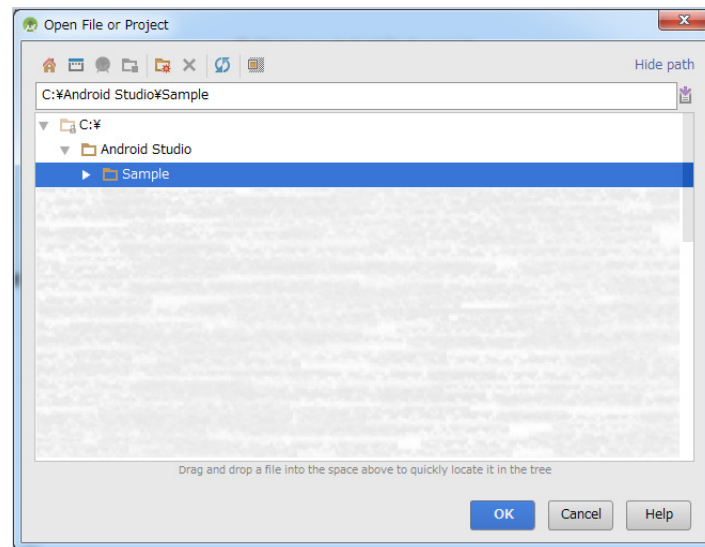 Open File or Project
Hide path
C:¥Android Studio¥Sample
C:¥
Android Studio
Sample
Drag and drop a file into the space above to quickly locate it in the tree
OK Cancel Help